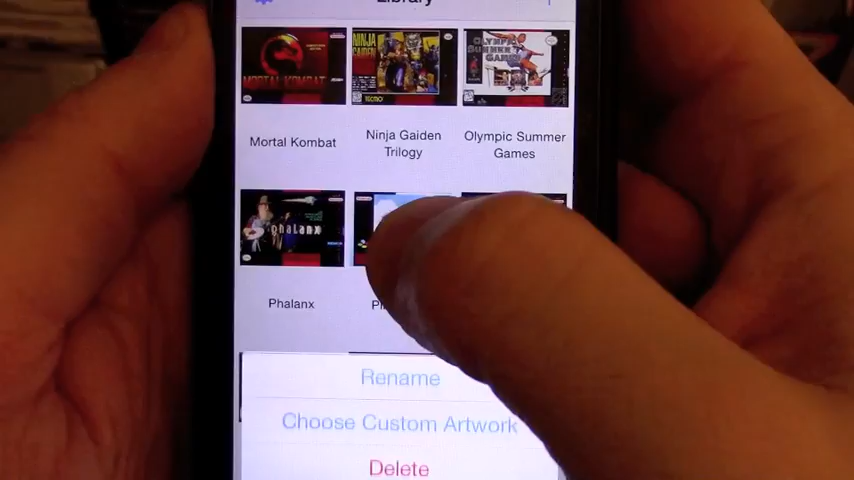 Library
MORTAL KOMBAT
NINJA
GAIDEN
TECMO
OLYMPIC
SUMMER
GAMES
Mortal Kombat
Ninja Gaiden
Trilogy
Olympic Summer
Games
phalanx
Phalanx
Rename
Choose Custom Artwork
Delete